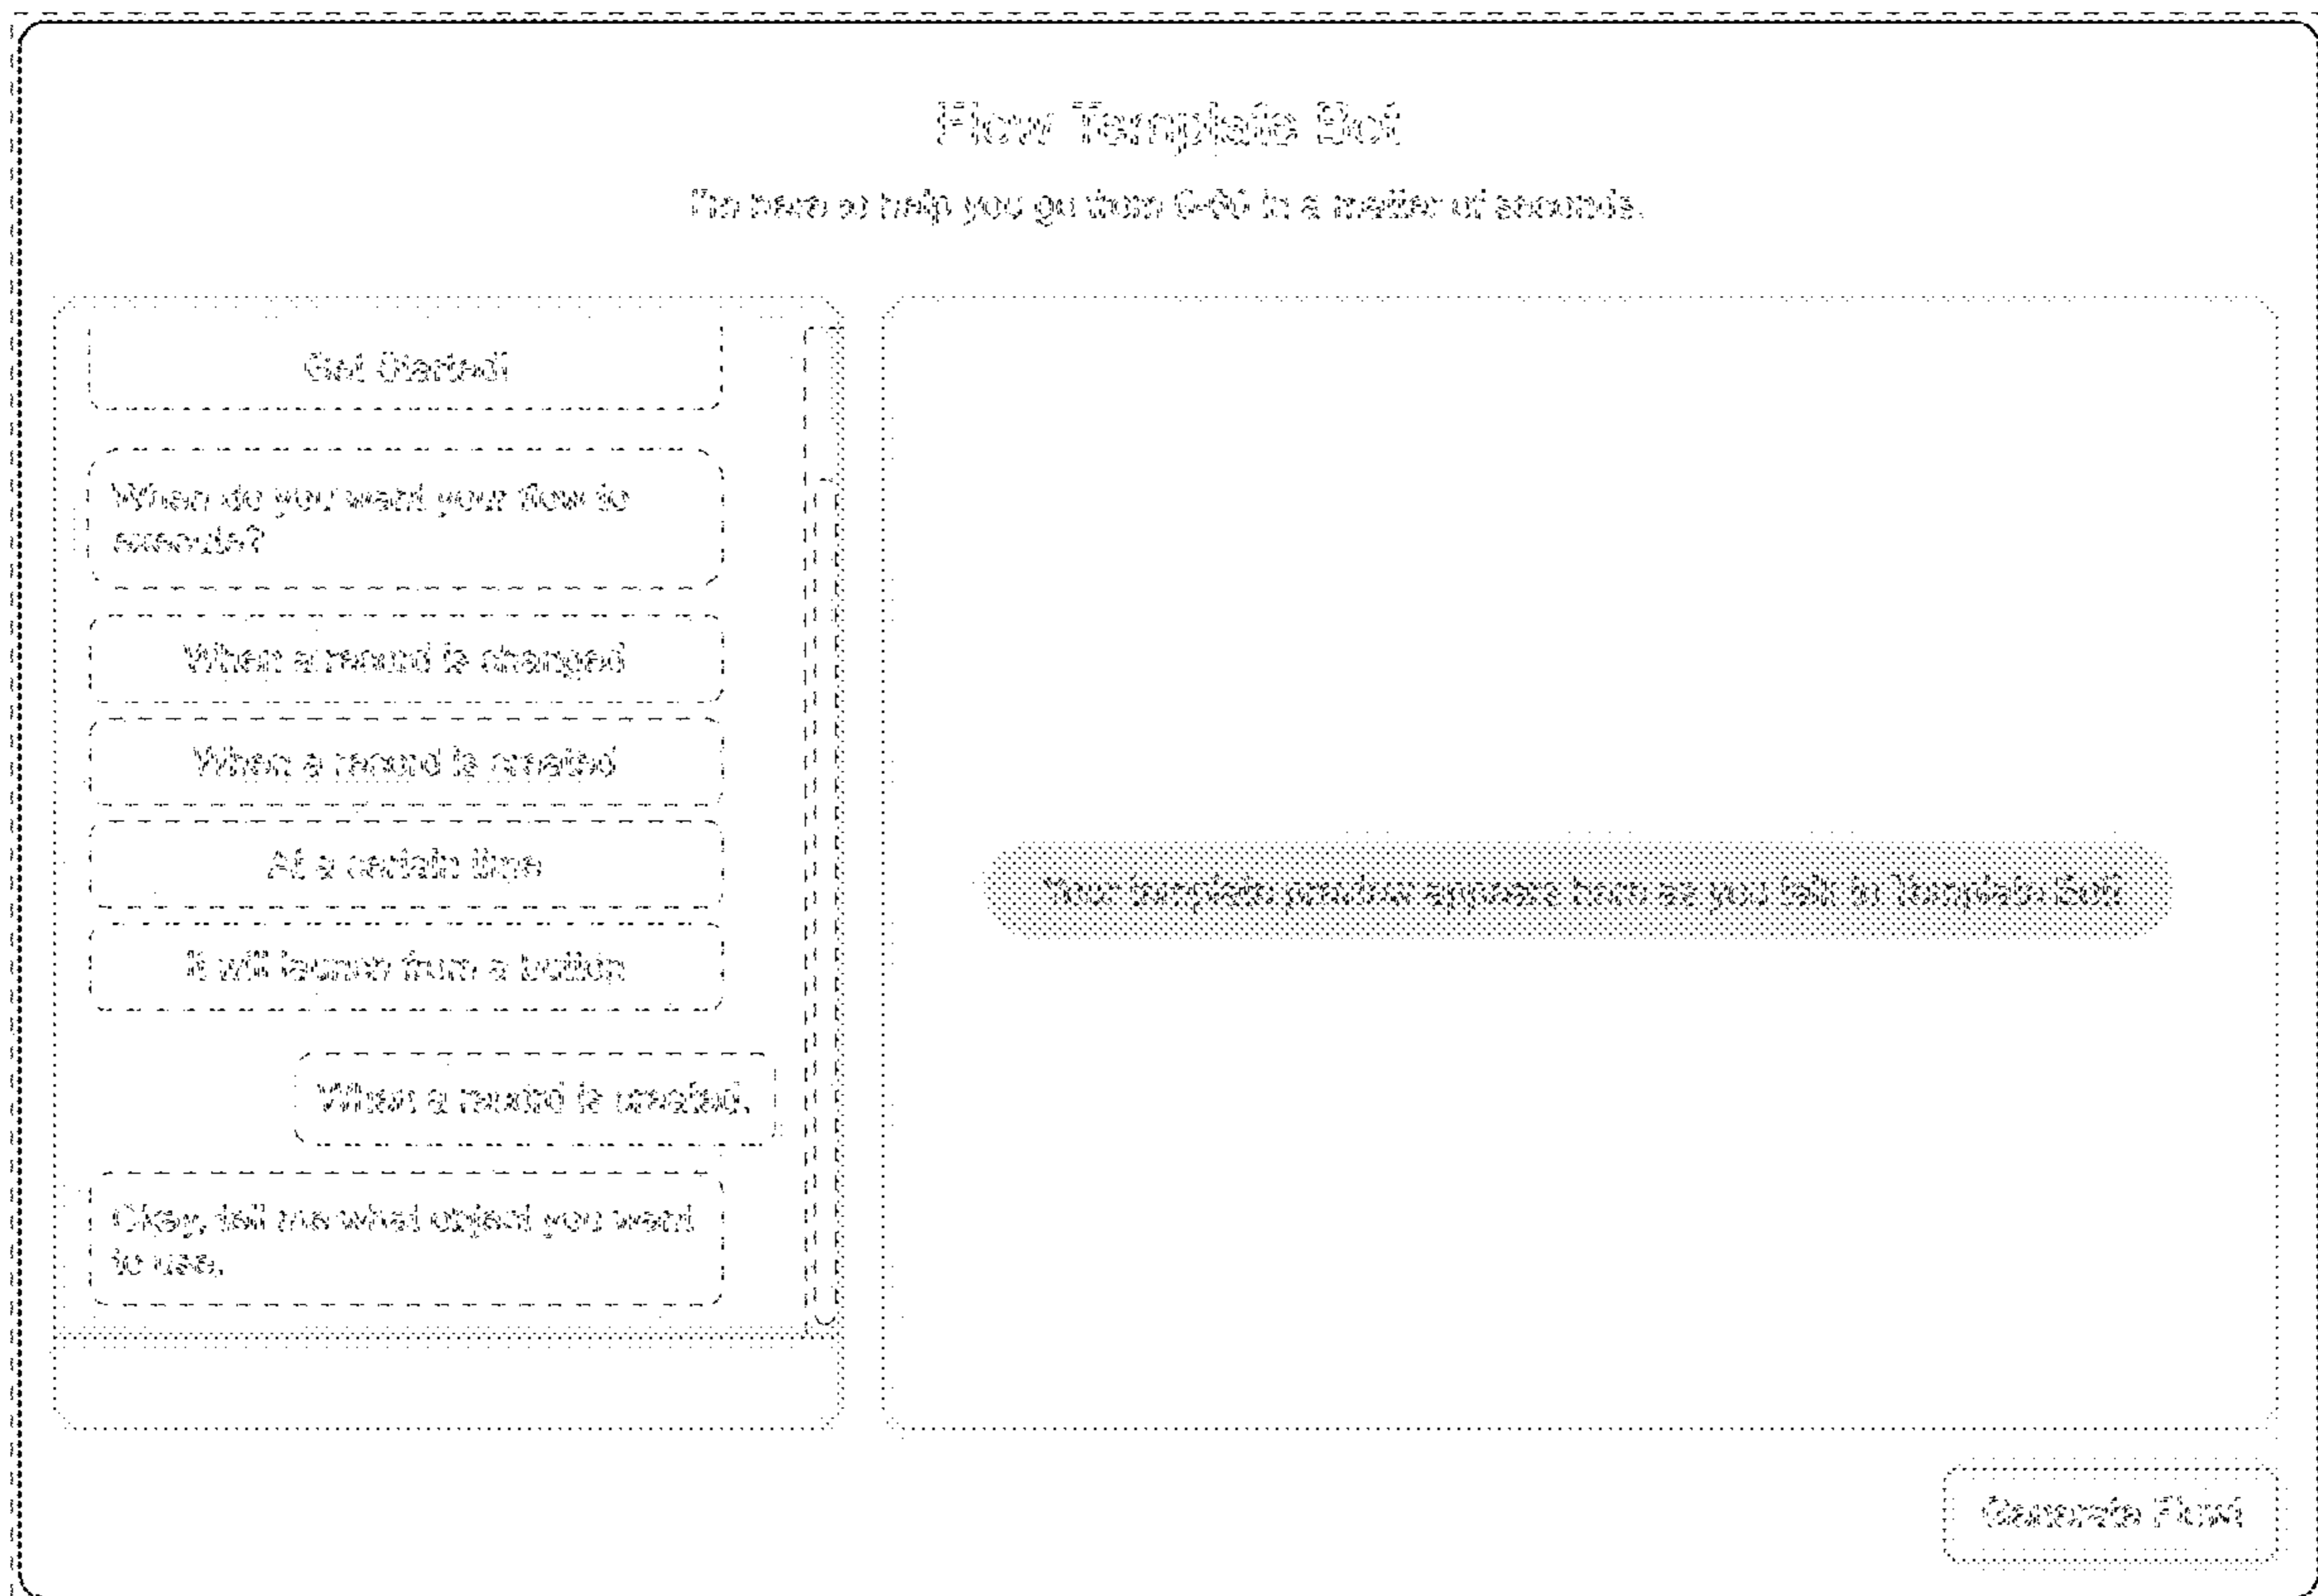 Flow Template Bot
I'm here to help you go from 0-60 in a matter of seconds.
Get Started!
When do you want your flow to
execute?
When a record is changed
When a record is created
At a certain time
It will launch from a button
When a record is created.
Okay, tell me what object you want
to use.
Your template preview appears here as you talk to Template Bot!
Generate Flow!